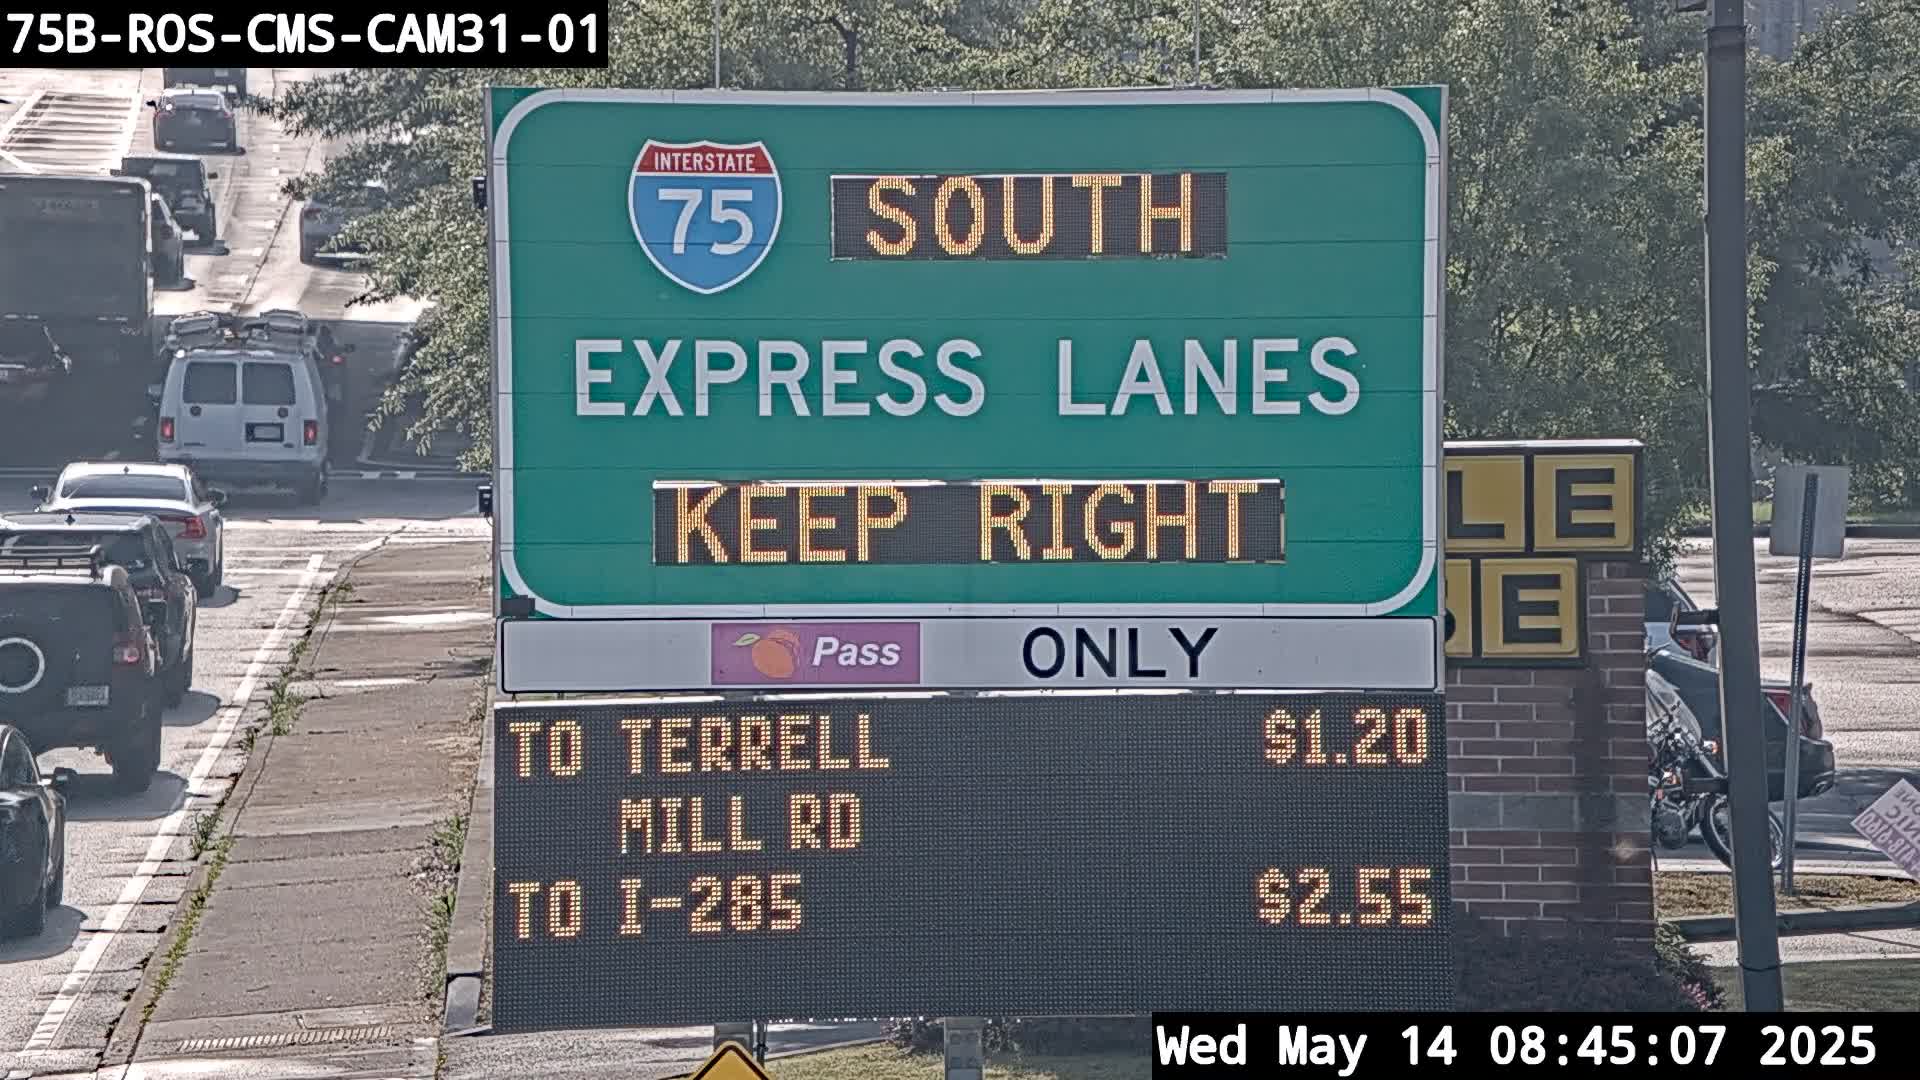 75B-ROS-CMS-CAM31-01
INTERSTATE
75
SOUTH
EXPRESS LANES
KEEP RIGHT
Pass ONLY
TO TERRELL $1.20
MILL RD
TO I-285 $2.55
LE
E
Wed May 14 08:45:07 2025